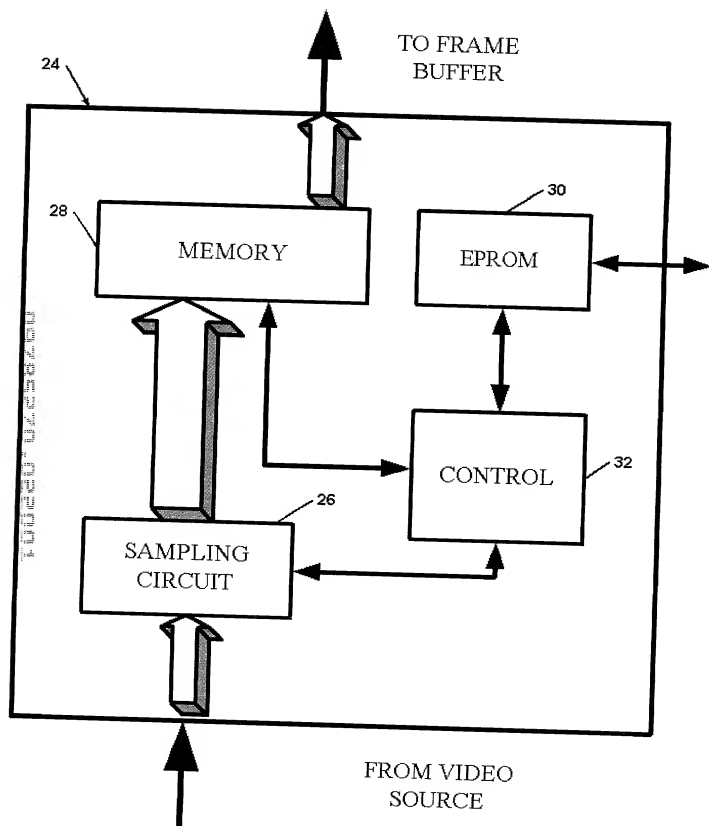 TO FRAME
BUFFER
24
30
28
MEMORY
EPROM
CONTROL
32
26
SAMPLING
CIRCUIT
FROM VIDEO
SOURCE